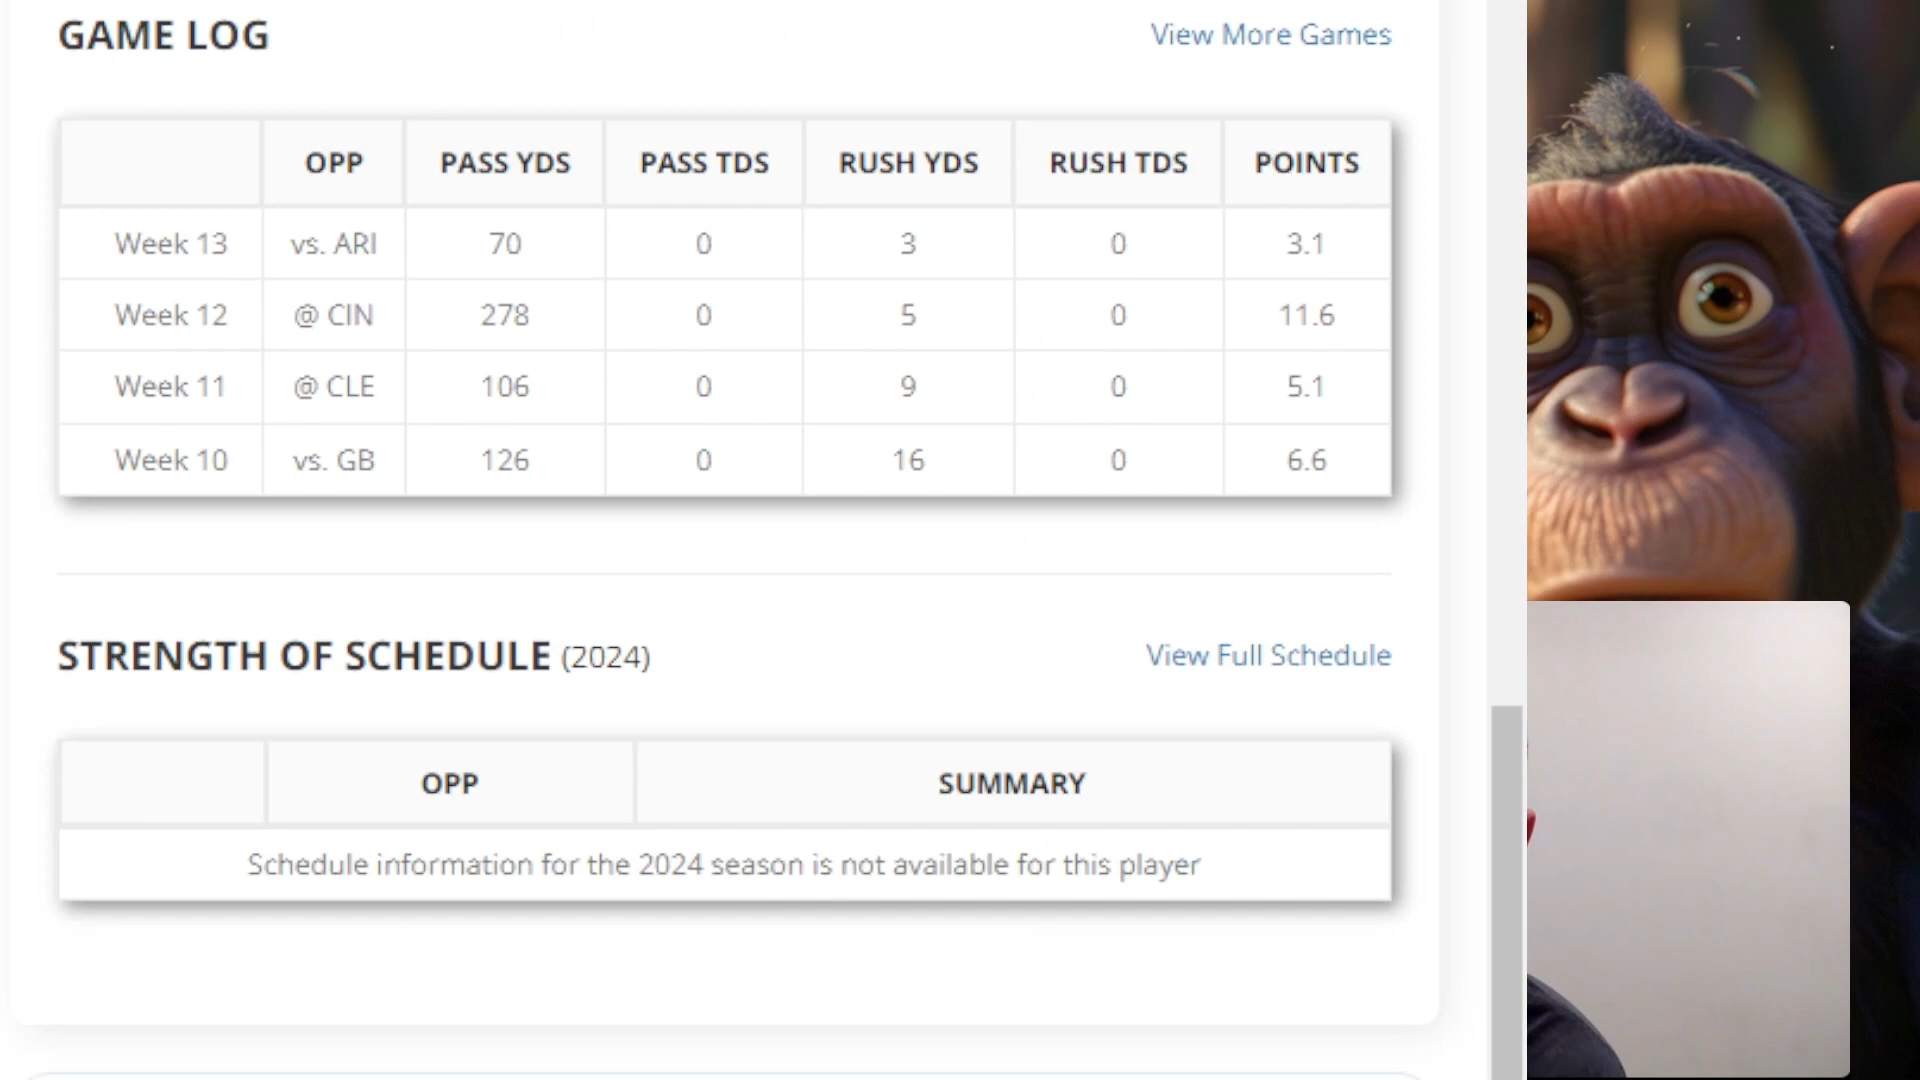 GAME LOG View More Games
OPP PASS YDS PASS TDS RUSH YDS RUSH TDS POINTS
Week 13 vs. ARI 70 0 3 0 3.1
Week 12 @ CIN 278 0 5 0 11.6
Week 11 @ CLE 106 0 9 0 5.1
Week 10 vs. GB 126 0 16 0 6.6
STRENGTH OF SCHEDULE (2024) View Full Schedule
OPP SUMMARY
Schedule information for the 2024 season is not available for this player